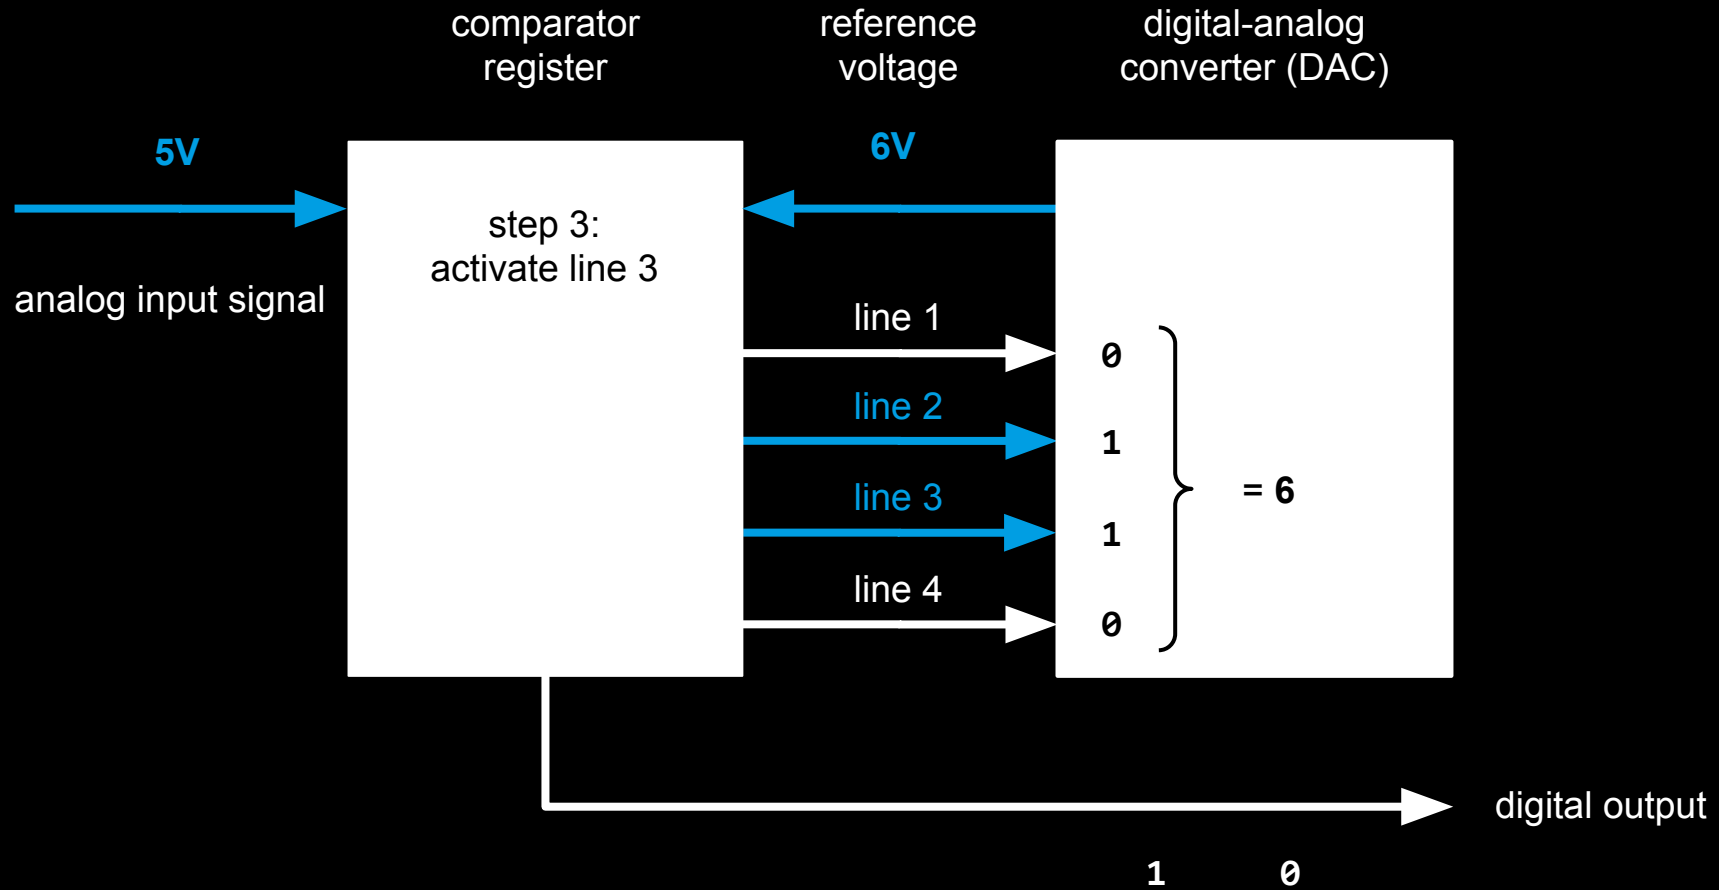 comparator
register
reference
voltage
digital-analog
converter (DAC)
5V
6V
step 3:
activate line 3
analog input signal
line 1
0
line 2
1
= 6
line 3
1
line 4
0
digital output
1 0